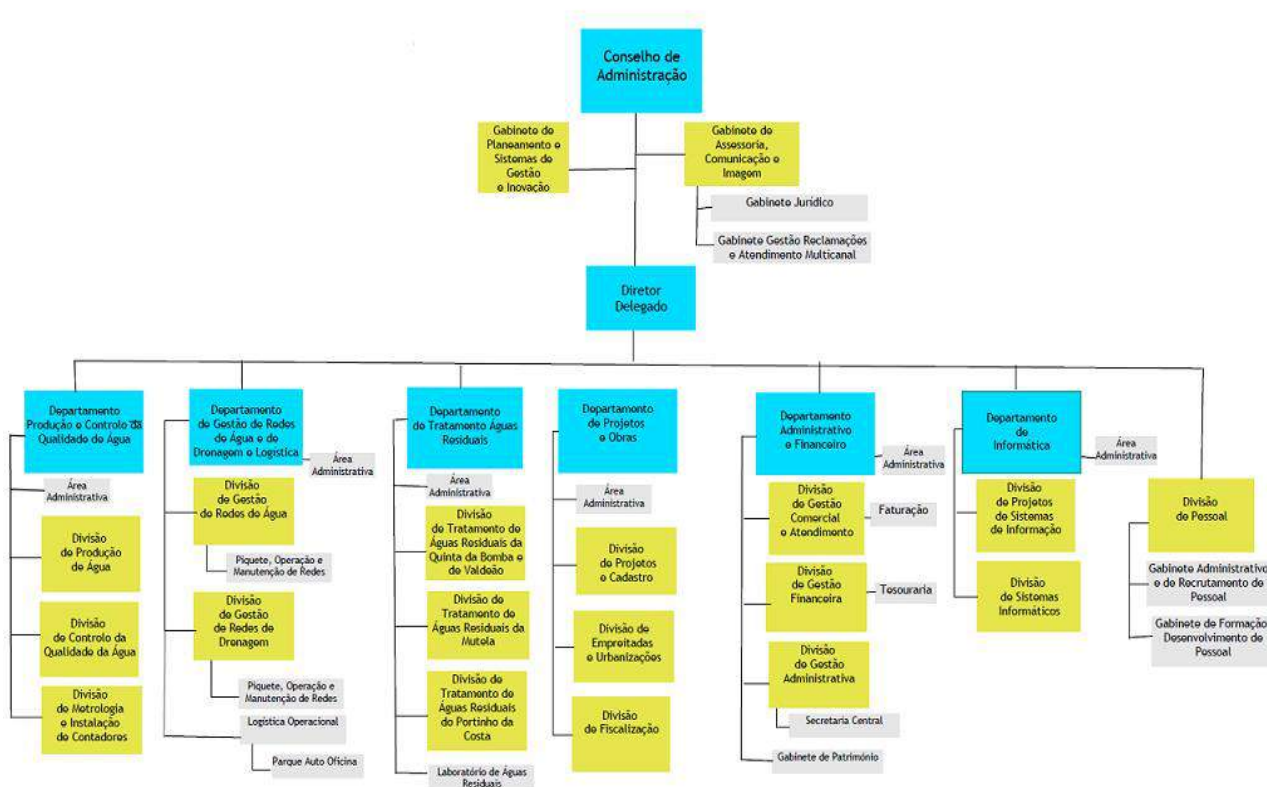 Conselho de
Administração
Gabinete de
Planeamento e
Sistemas de
Gestão
e Inovação
Gabinete de
Assessoria,
Comunicação e
Imagem
Gabinete Jurídico
Gabinete Gestão Reclamações
e Atendimento Multicanal
Diretor
Delegado
Departamento
Produção e Controlo da
Qualidade de Água
Área
Administrativa
Divisão
de Produção
de Água
Divisão
de Controlo da
Qualidade da Água
Divisão
de Metrologia
e Instalação
de Contadores
Departamento
de Gestão de Redes
de Água e de
Drenagem e Logística
Área
Administrativa
Divisão
de Gestão
de Redes de Água
Piquete, Operação e
Manutenção de Redes
Divisão
de Gestão
de Redes de
Drenagem
Piquete, Operação e
Manutenção de Redes
Logística Operacional
Parque Auto Oficina
Departamento
de Tratamento Águas
Residuais
Área
Administrativa
Divisão
de Tratamento de
Águas Residuais da
Quinta da Bomba e de
Valdeão
Divisão de
Tratamento de
Águas Residuais da
Mutela
Divisão de
Tratamento de
Águas Residuais
do Portinho da
Costa
Laboratório de Águas
Residuais
Departamento
de Projetos
e Obras
Área
Administrativa
Divisão
de Projetos
e Cadastro
Divisão de
Empreitadas
e Urbanizações
Divisão
de Fiscalização
Departamento
Administrativo
e Financeiro
Área
Administrativa
Divisão
de Gestão
Comercial
e Atendimento
Faturação
Divisão
de Gestão
Financeira
Tesouraria
Divisão
de Gestão
Administrativa
Secretaria Central
Gabinete de Património
Departamento
de
Informática
Área
Administrativa
Divisão
de Projetos
de Sistemas
de Informação
Divisão
de Sistemas
Informáticos
Divisão
de Pessoal
Gabinete Administrativo
e de Recrutamento de
Pessoal
Gabinete de Formação
Desenvolvimento de
Pessoal